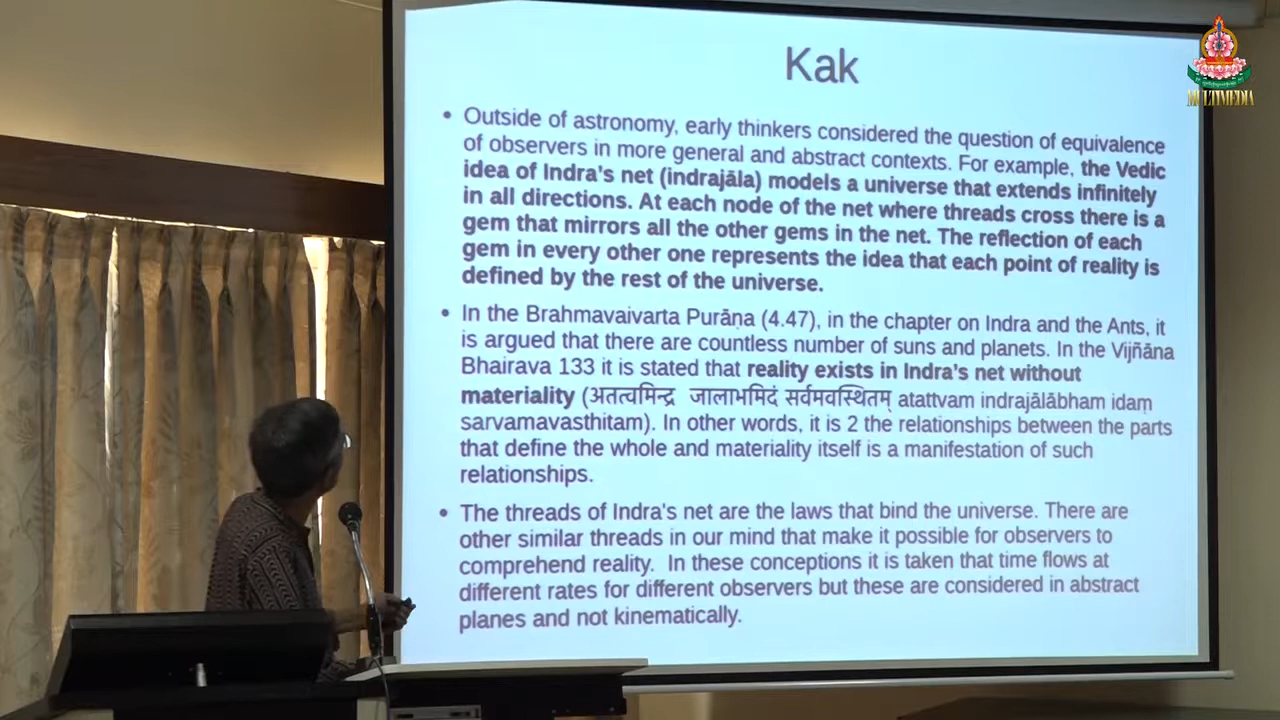 Kak
• Outside of astronomy, early thinkers considered the question of equivalence
of observers in more general and abstract contexts. For example, the Vedic
idea of Indra's net (indrajāla) models a universe that extends infinitely
in all directions. At each node of the net where threads cross there is a
gem that mirrors all the other gems in the net. The reflection of each
gem in every other one represents the idea that each point of reality is
defined by the rest of the universe.
• In the Brahmavaivarta Purāṇa (4.47), in the chapter on Indra and the Ants, it
is argued that there are countless number of suns and planets. In the Vijñāna
Bhairava 133 it is stated that reality exists in Indra's net without
materiality (अतत्वमिन्द्र जालाभमिदं सर्वमवस्थितम् atattvam indrajālābham idaṃ
sarvamavasthitam). In other words, it is 2 the relationships between the parts
that define the whole and materiality itself is a manifestation of such
relationships.
• The threads of Indra's net are the laws that bind the universe. There are
other similar threads in our mind that make it possible for observers to
comprehend reality. In these conceptions it is taken that time flows at
different rates for different observers but these are considered in abstract
planes and not kinematically.
MULTIMEDIA